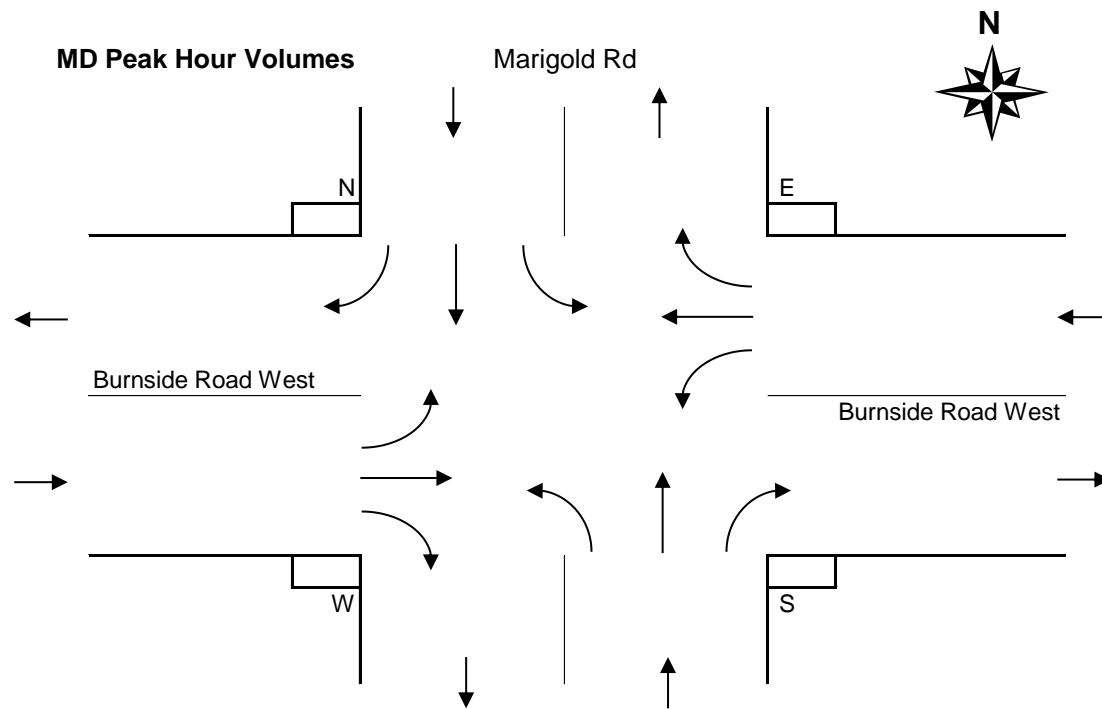 N
MD Peak Hour Volumes Marigold Rd
N E
Burnside Road West
Burnside Road West
W S